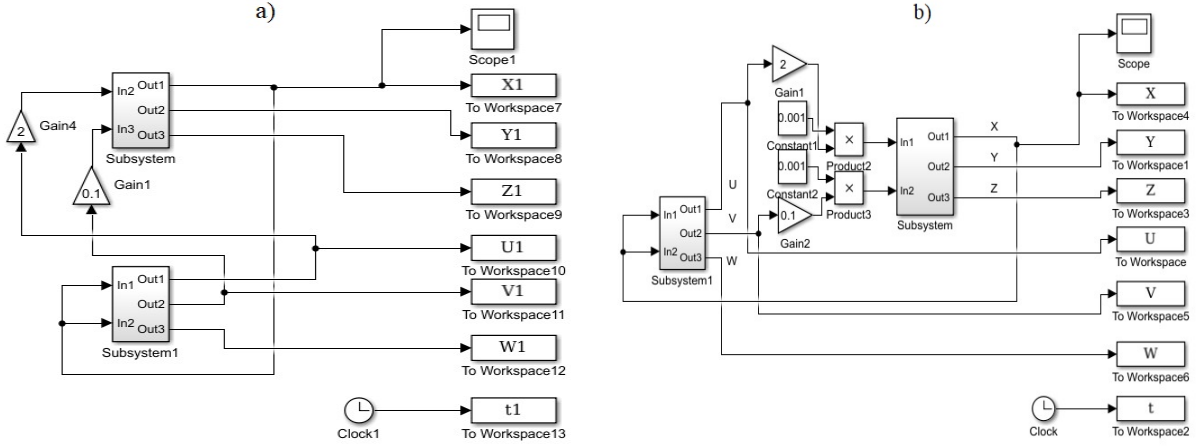 a)
Scope1
X1
To Workspace7
Y1
To Workspace8
Z1
To Workspace9
U1
To Workspace10
V1
To Workspace11
W1
To Workspace12
t1
To Workspace13
Clock1
2
Gain4
0.1
Gain1
In2 Out1
Out2
In3 Out3
Subsystem
In1 Out1
Out2
In2 Out3
Subsystem1
b)
Scope
X
To Workspace4
Y
To Workspace1
Z
To Workspace3
U
To Workspace
V
To Workspace5
W
To Workspace6
t
To Workspace2
Clock
2
Gain1
0.001
Constant1
×
Product2
0.001
Constant2
×
Product3
0.1
Gain2
In1 Out1 X
Out2 Y
In2 Out3 Z
Subsystem
U
V
W
In1 Out1
Out2
In2 Out3
Subsystem1